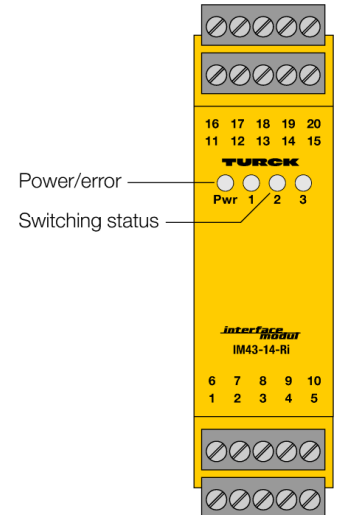 16 17 18 19 20
11 12 13 14 15
TURCK
Power/error
Pwr 1 2 3
Switching status
interface
modul
IM43-14-Ri
6 7 8 9 10
1 2 3 4 5